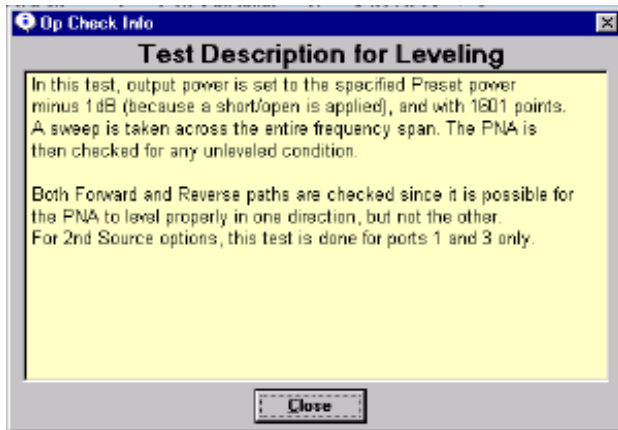 Op Check Info
Test Description for Leveling
In this test, output power is set to the specified Preset power
minus 1dB (because a short/open is applied), and with 1601 points.
A sweep is taken across the entire frequency span. The PNA is
then checked for any unleveled condition.
Both Forward and Reverse paths are checked since it is possible for
the PNA to level properly in one direction, but not the other.
For 2nd Source options, this test is done for ports 1 and 3 only.
Close